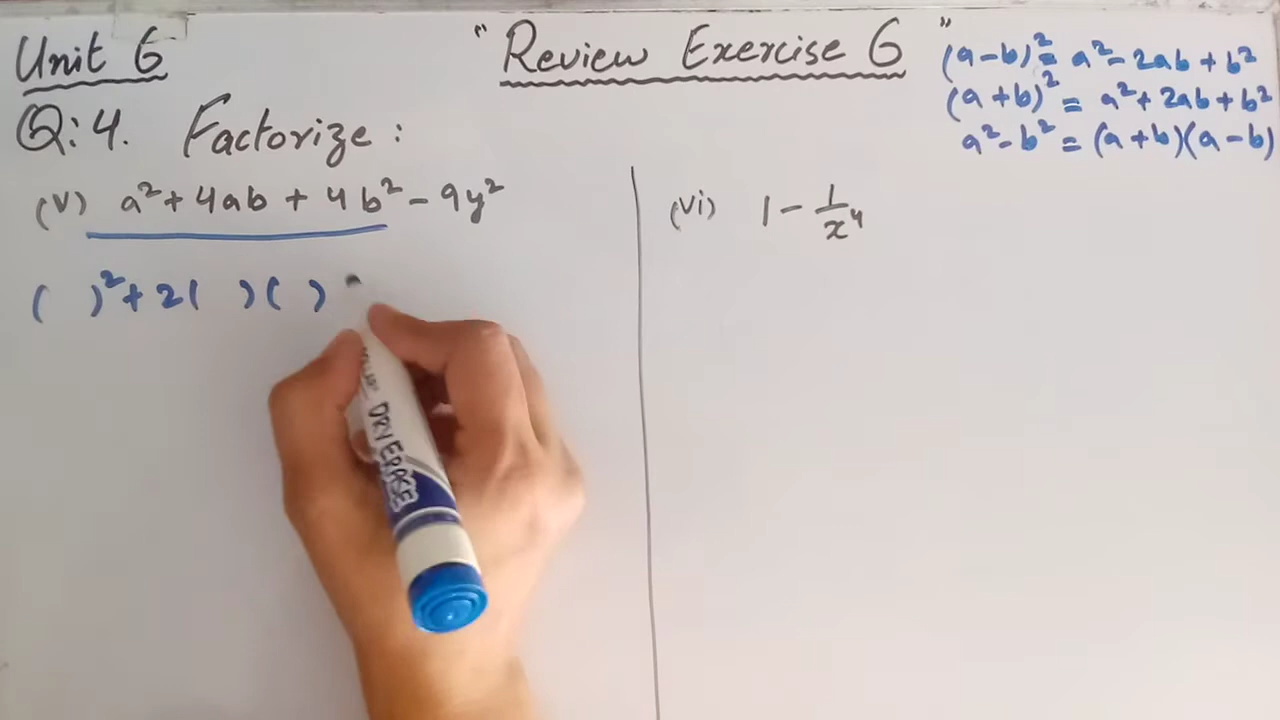 Unit 6
" Review Exercise 6 "
(a-b)² = a² - 2ab + b²
(a+b)² = a² + 2ab + b²
a² - b² = (a+b)(a-b)
Q:4. Factorize:
(v) a² + 4ab + 4b² - 9y²
( )² + 2( )( )
(vi) 1 - 1/x⁴
DRY ERASE